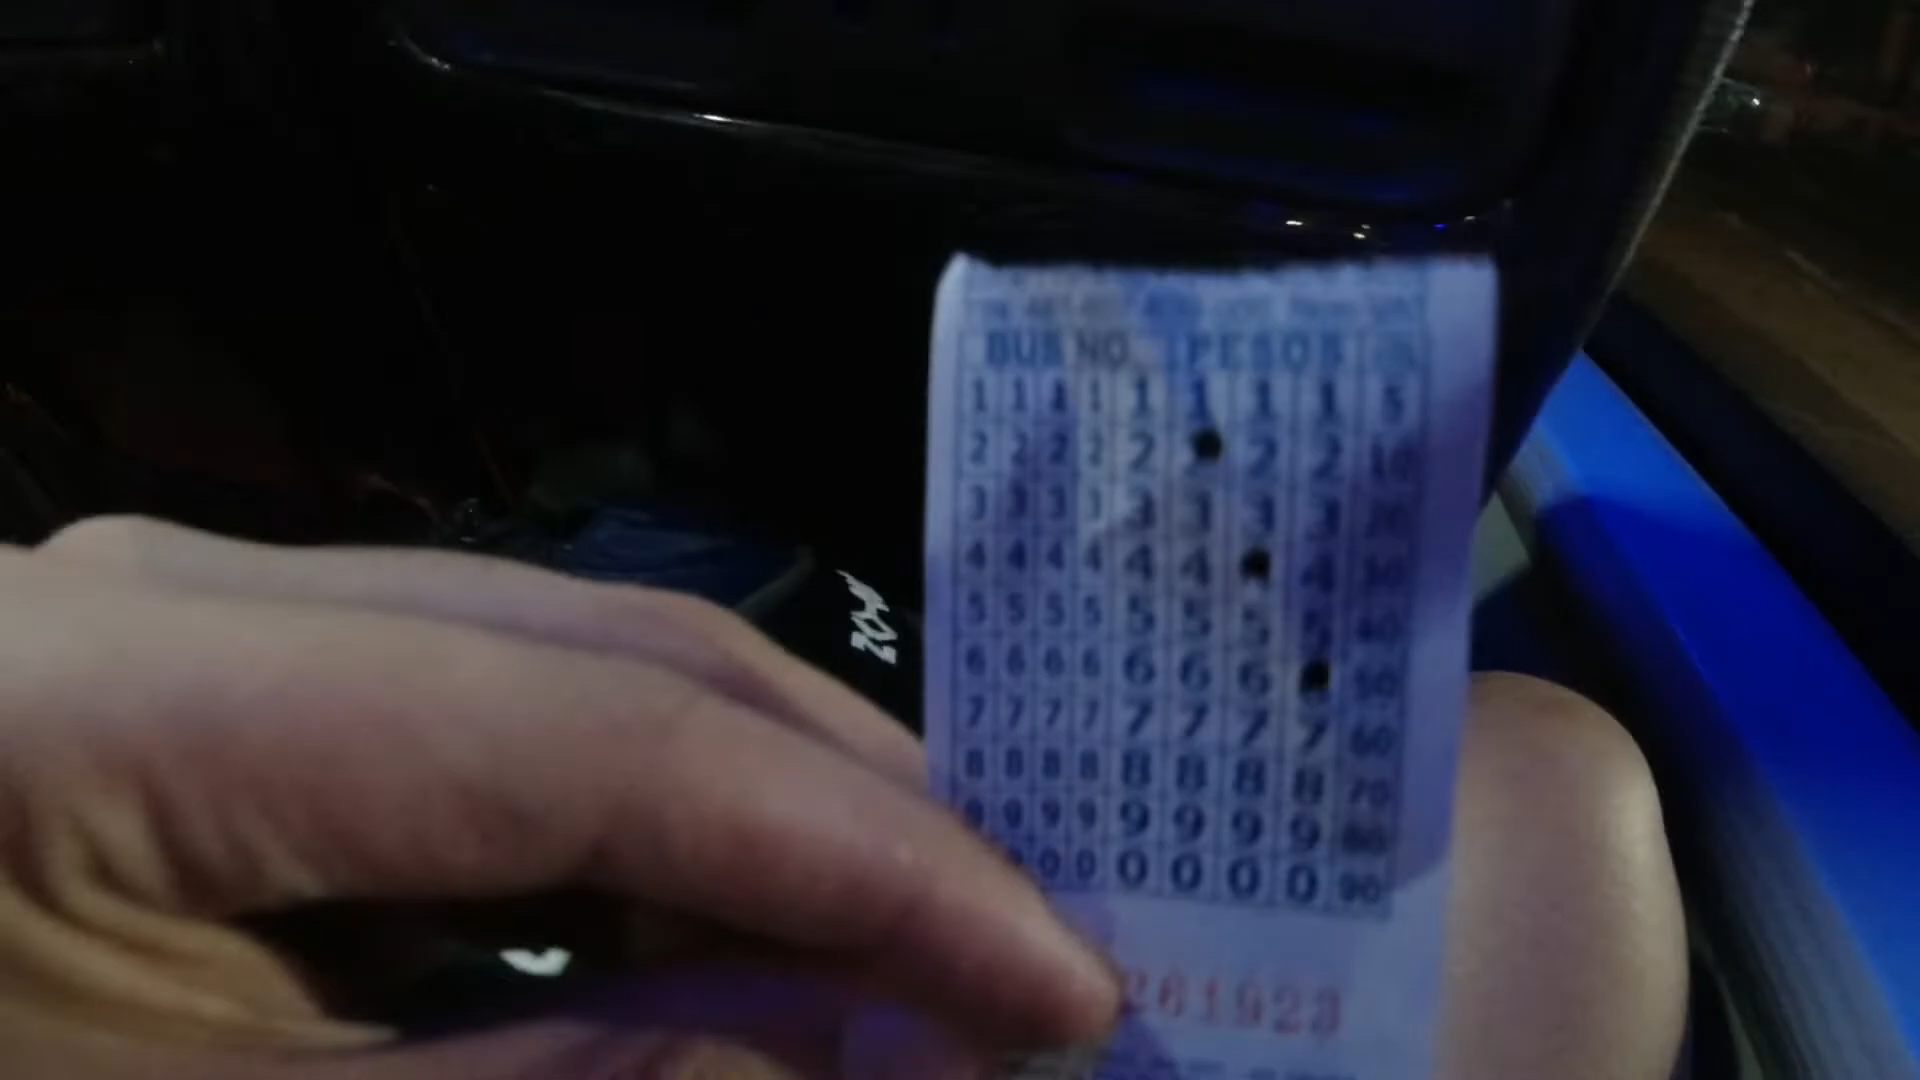 BUS NO. PESOS
1 1 1 1 1 1 1 1 5
2 2 2 2 2 2 2 10
3 3 3 3 3 3 3 3
4 4 4 4 4 4 4
5 5 5 5 5 5 5 5 40
6 6 6 6 6 6 6 50
7 7 7 7 7 7 7 7 60
8 8 8 8 8 8 8 8 70
9 9 9 9 9 9 9 9 80
0 0 0 0 0 0 0 90
261923